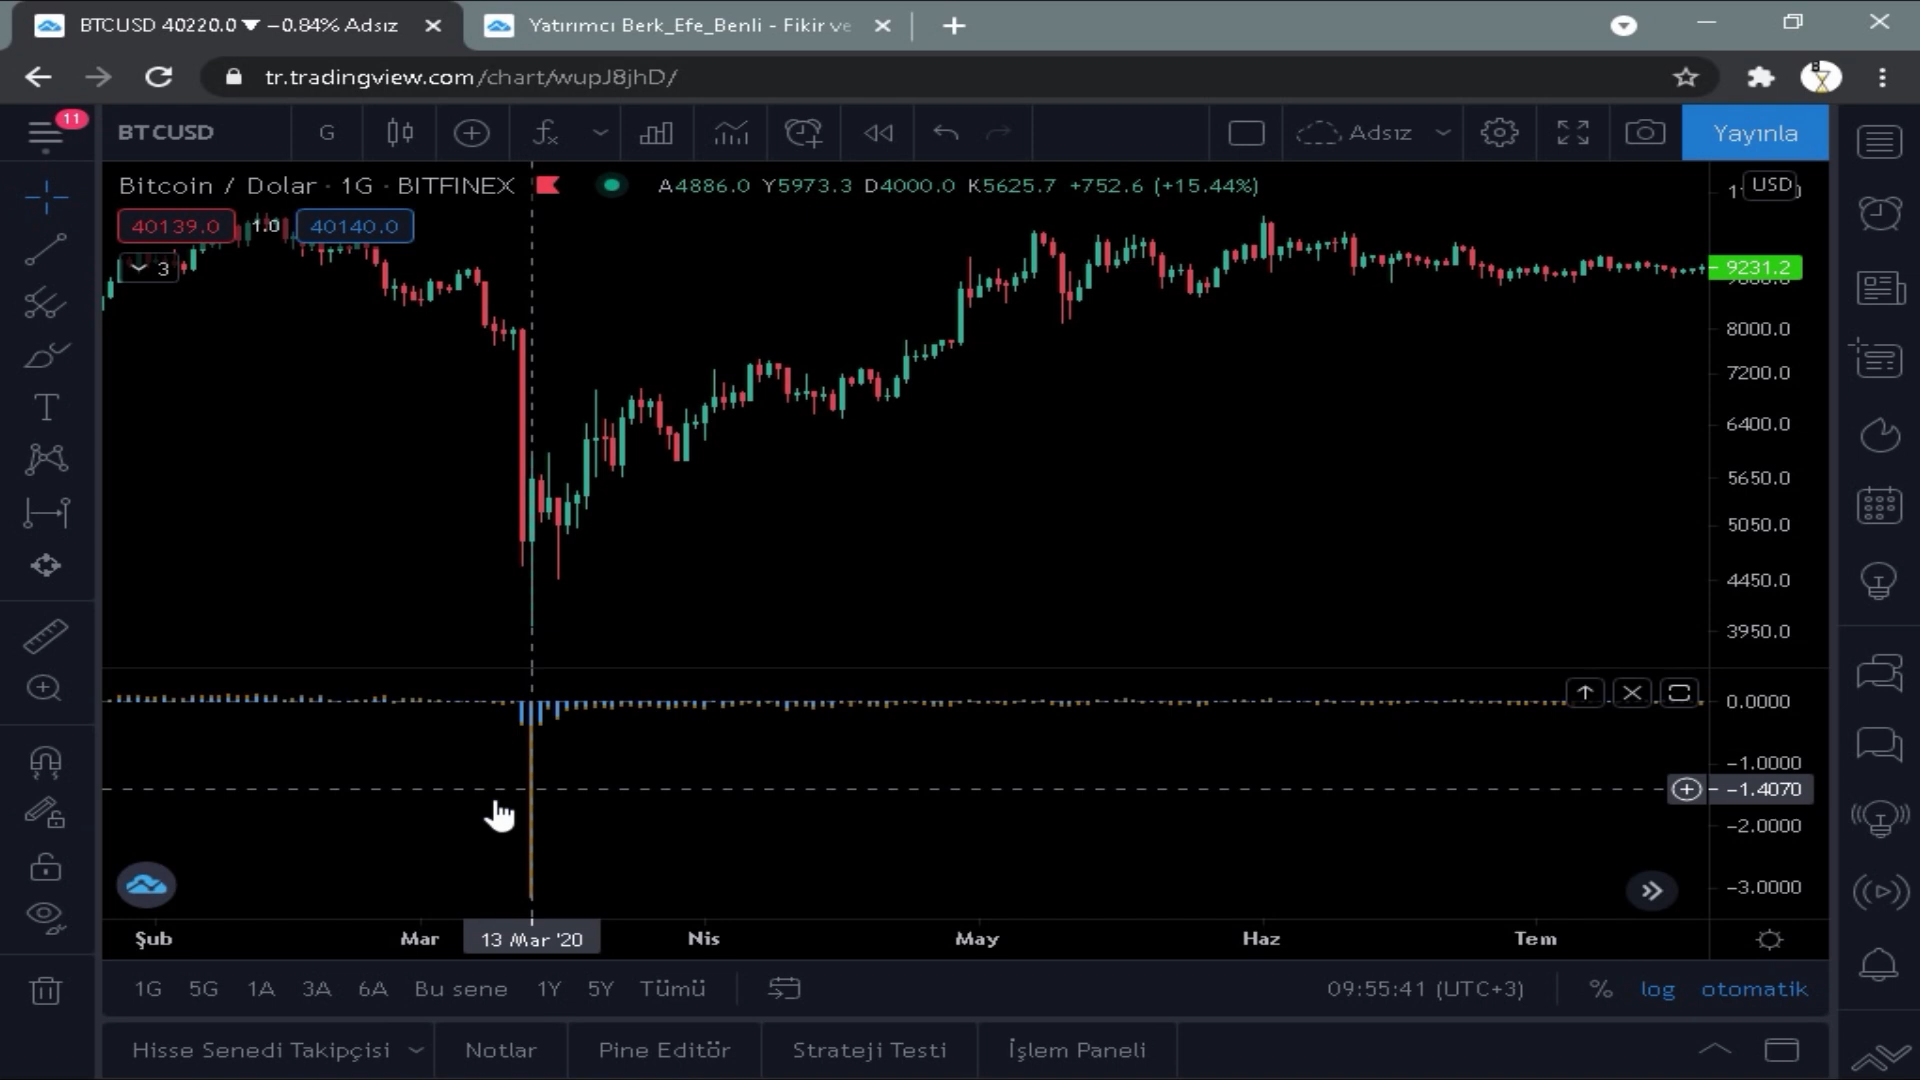 BTCUSD 40220.0 ▼ −0.84% Adsız
Yatırımcı Berk_Efe_Benli - Fikir ve
tr.tradingview.com/chart/wupJ8jhD/
11
BTCUSD
G
Adsız
Yayınla
Bitcoin / Dolar · 1G · BITFINEX
A4886.0 Y5973.3 D4000.0 K5625.7 +752.6 (+15.44%)
USD
40139.0
1.0
40140.0
3
9231.2
8000.0
7200.0
6400.0
5650.0
5050.0
4450.0
3950.0
0.0000
−1.0000
−1.4070
−2.0000
−3.0000
Şub
Mar
13 Mar '20
Nis
May
Haz
Tem
1G 5G 1A 3A 6A Bu sene 1Y 5Y Tümü
09:55:41 (UTC+3)
% log otomatik
Hisse Senedi Takipçisi
Notlar
Pine Editör
Strateji Testi
İşlem Paneli